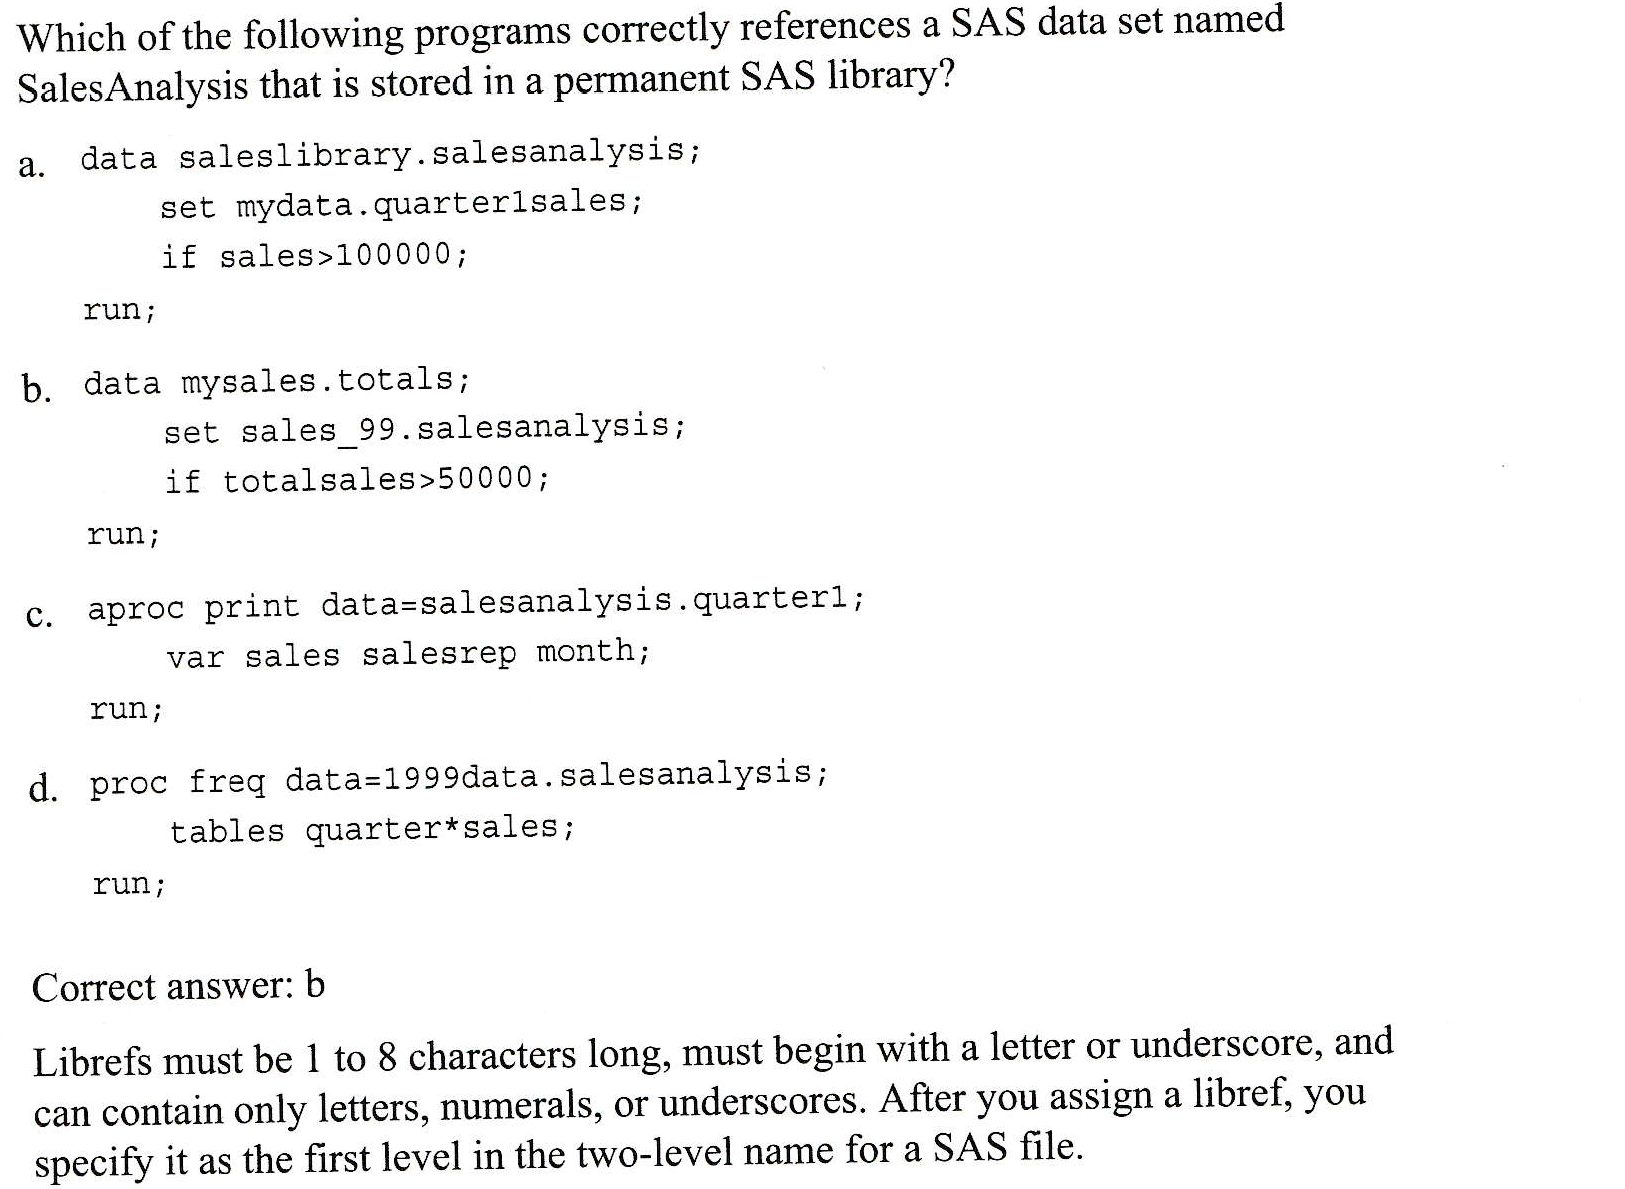 Which of the following programs correctly references a SAS data set named
SalesAnalysis that is stored in a permanent SAS library?
a. data saleslibrary.salesanalysis;
set mydata.quarter1sales;
if sales>100000;
run;
b. data mysales.totals;
set sales_99.salesanalysis;
if totalsales>50000;
run;
c. aproc print data=salesanalysis.quarter1;
var sales salesrep month;
run;
d. proc freq data=1999data.salesanalysis;
tables quarter*sales;
run;
Correct answer: b
Librefs must be 1 to 8 characters long, must begin with a letter or underscore, and
can contain only letters, numerals, or underscores. After you assign a libref, you
specify it as the first level in the two-level name for a SAS file.